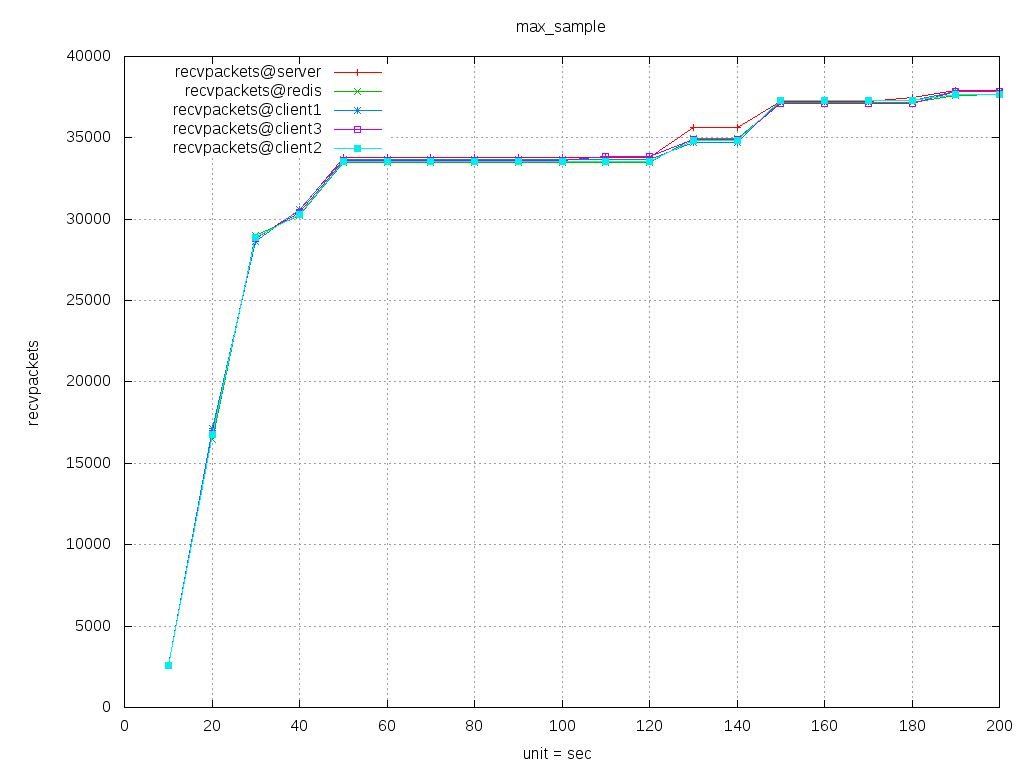 max_sample
40000
35000
30000
25000
20000
15000
10000
5000
0
recvpackets
recvpackets@server
recvpackets@redis
recvpackets@client1
recvpackets@client3
recvpackets@client2
0 20 40 60 80 100 120 140 160 180 200
unit = sec